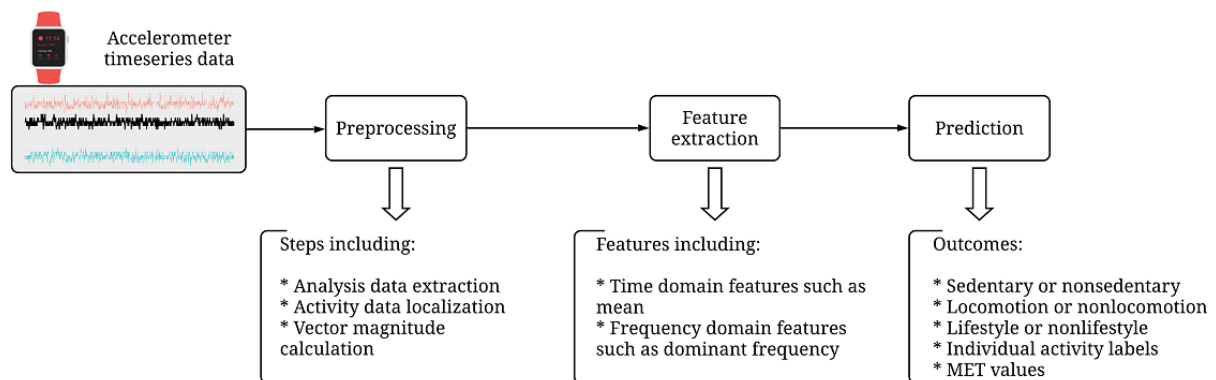 Accelerometer
timeseries data
Preprocessing
Feature
extraction
Prediction
Steps including:
* Analysis data extraction
* Activity data localization
* Vector magnitude
calculation
Features including:
* Time domain features such as
mean
* Frequency domain features
such as dominant frequency
Outcomes:
* Sedentary or nonsedentary
* Locomotion or nonlocomotion
* Lifestyle or nonlifestyle
* Individual activity labels
* MET values